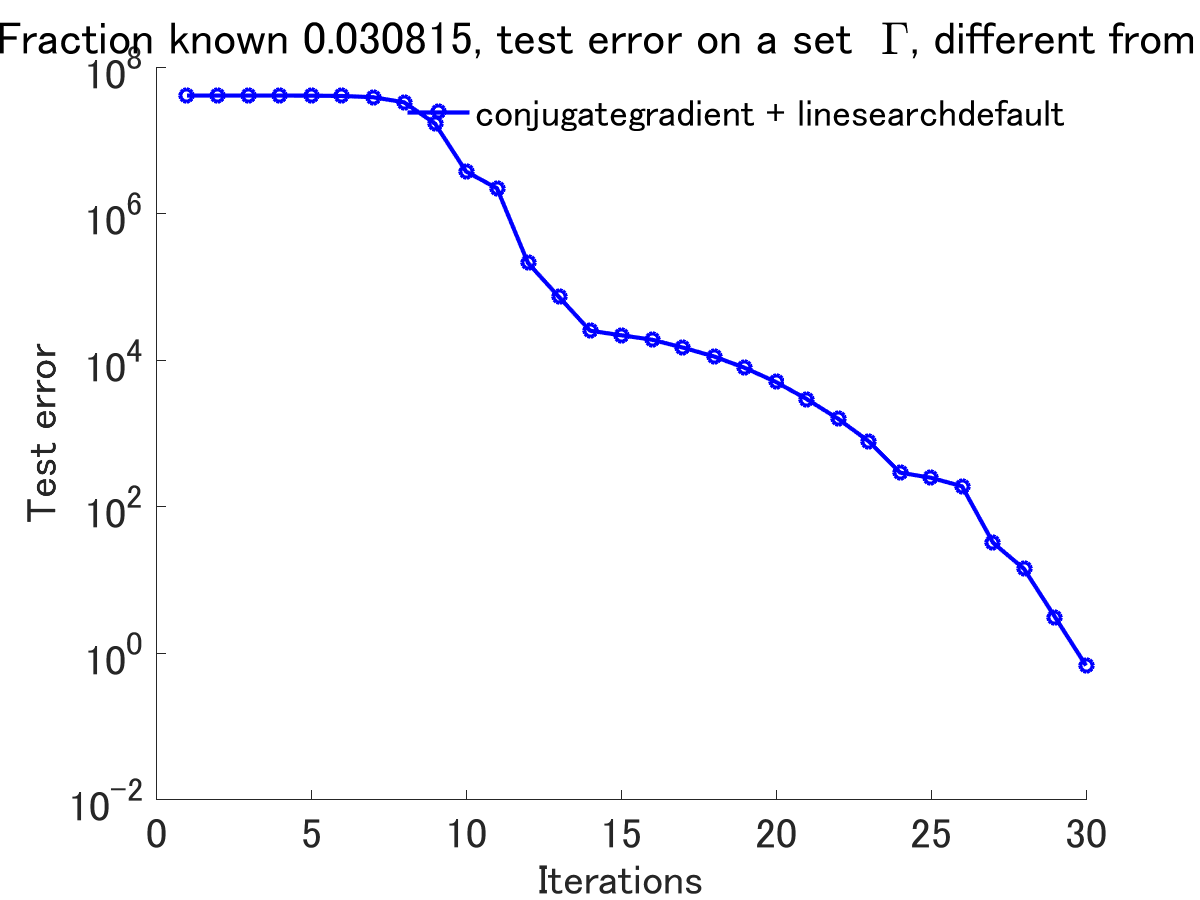 Fraction known 0.030815, test error on a set Γ, different from
10^8
conjugategradient + linesearchdefault
10^6
10^4
Test error
10^2
10^0
10^-2
0 5 10 15 20 25 30
Iterations